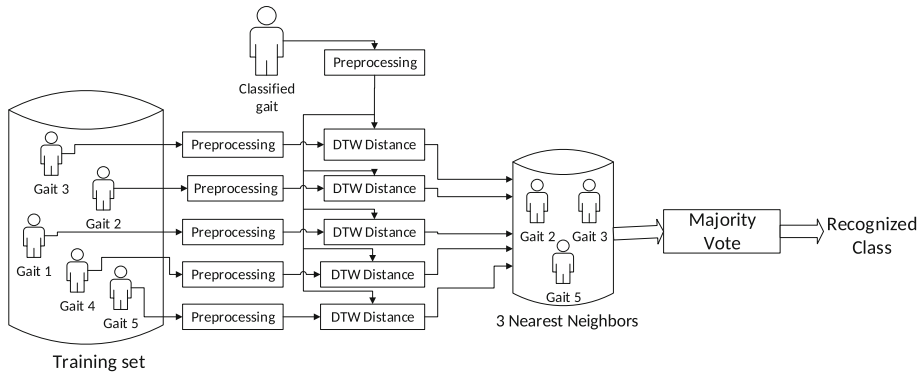 Preprocessing
Classified
gait
Preprocessing
DTW Distance
Gait 3
Preprocessing
DTW Distance
Gait 2
Preprocessing
DTW Distance
Gait 1
Preprocessing
DTW Distance
Gait 4
Preprocessing
DTW Distance
Gait 5
Training set
Gait 2
Gait 3
Gait 5
3 Nearest Neighbors
Majority
Vote
Recognized
Class